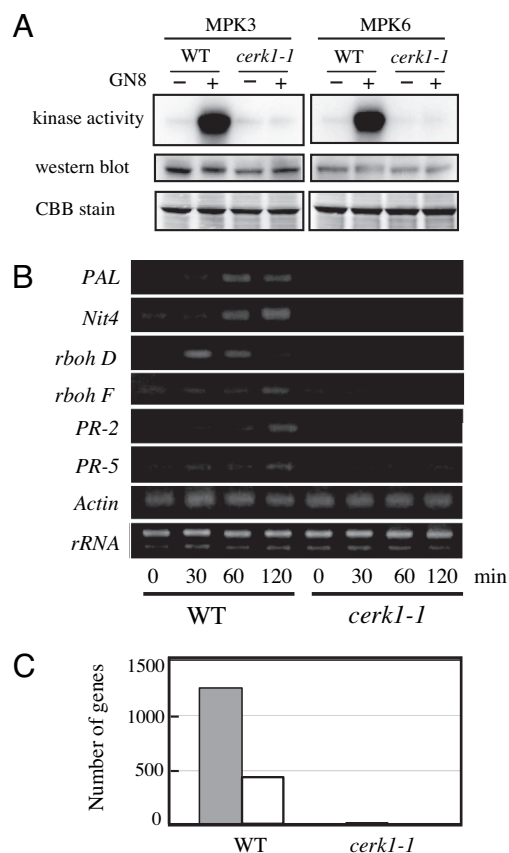 A
MPK3 MPK6
WT cerk1-1 WT cerk1-1
GN8 − + − + − + − +
kinase activity
western blot
CBB stain
B
PAL
Nit4
rboh D
rboh F
PR-2
PR-5
Actin
rRNA
0 30 60 120 0 30 60 120 min
WT cerk1-1
C
Number of genes
1500
1000
500
0
WT cerk1-1